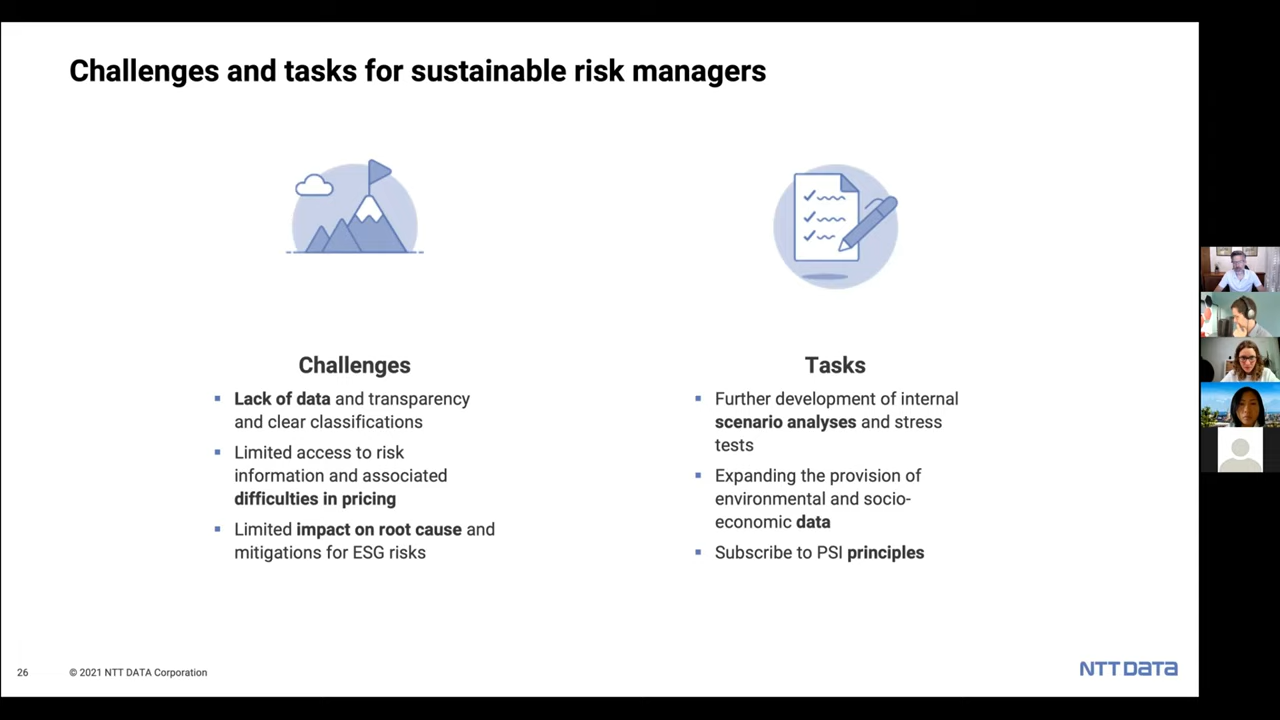 Challenges and tasks for sustainable risk managers
Challenges
Lack of data and transparency
and clear classifications
Limited access to risk
information and associated
difficulties in pricing
Limited impact on root cause and
mitigations for ESG risks
Tasks
Further development of internal
scenario analyses and stress
tests
Expanding the provision of
environmental and socio-
economic data
Subscribe to PSI principles
26
© 2021 NTT DATA Corporation
NTT DATA